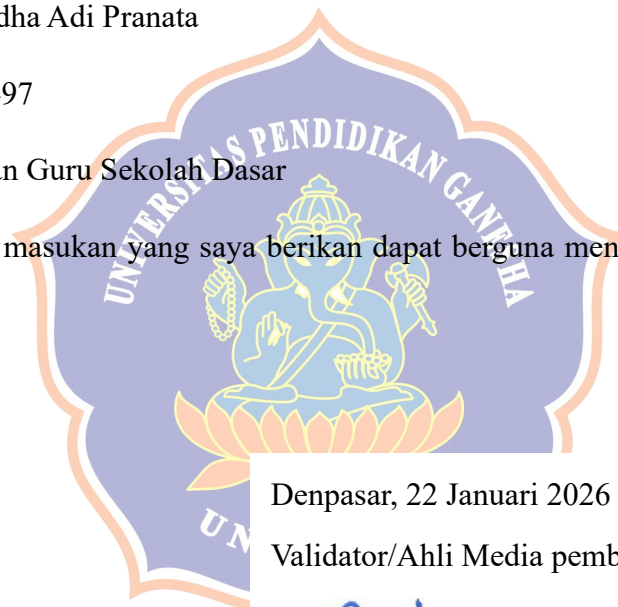 dha Adi Pranata
97
n Guru Sekolah Dasar
UNIVERSITAS PENDIDIKAN GANESHA
masukan yang saya berikan dapat berguna men
Denpasar, 22 Januari 2026
UN
Validator/Ahli Media pemb